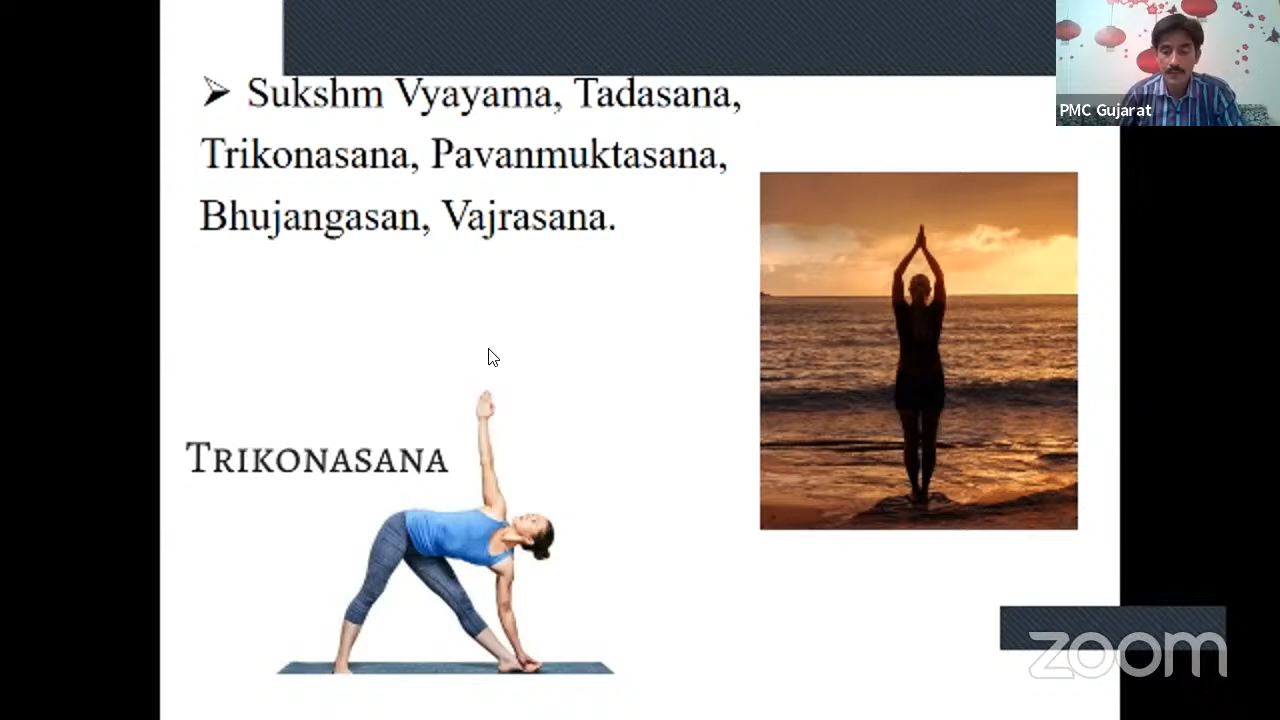 ➢ Sukshm Vyayama, Tadasana,
Trikonasana, Pavanmuktasana,
Bhujangasan, Vajrasana.
PMC Gujarat
TRIKONASANA
zoom